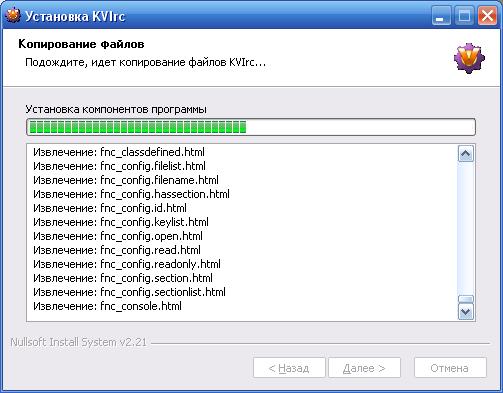 Установка KVIrc
Копирование файлов
Подождите, идет копирование файлов KVIrc...
Установка компонентов программы
Извлечение: fnc_classdefined.html
Извлечение: fnc_config.filelist.html
Извлечение: fnc_config.filename.html
Извлечение: fnc_config.hassection.html
Извлечение: fnc_config.id.html
Извлечение: fnc_config.keylist.html
Извлечение: fnc_config.open.html
Извлечение: fnc_config.read.html
Извлечение: fnc_config.readonly.html
Извлечение: fnc_config.section.html
Извлечение: fnc_config.sectionlist.html
Извлечение: fnc_console.html
Nullsoft Install System v2.21
< Назад Далее > Отмена